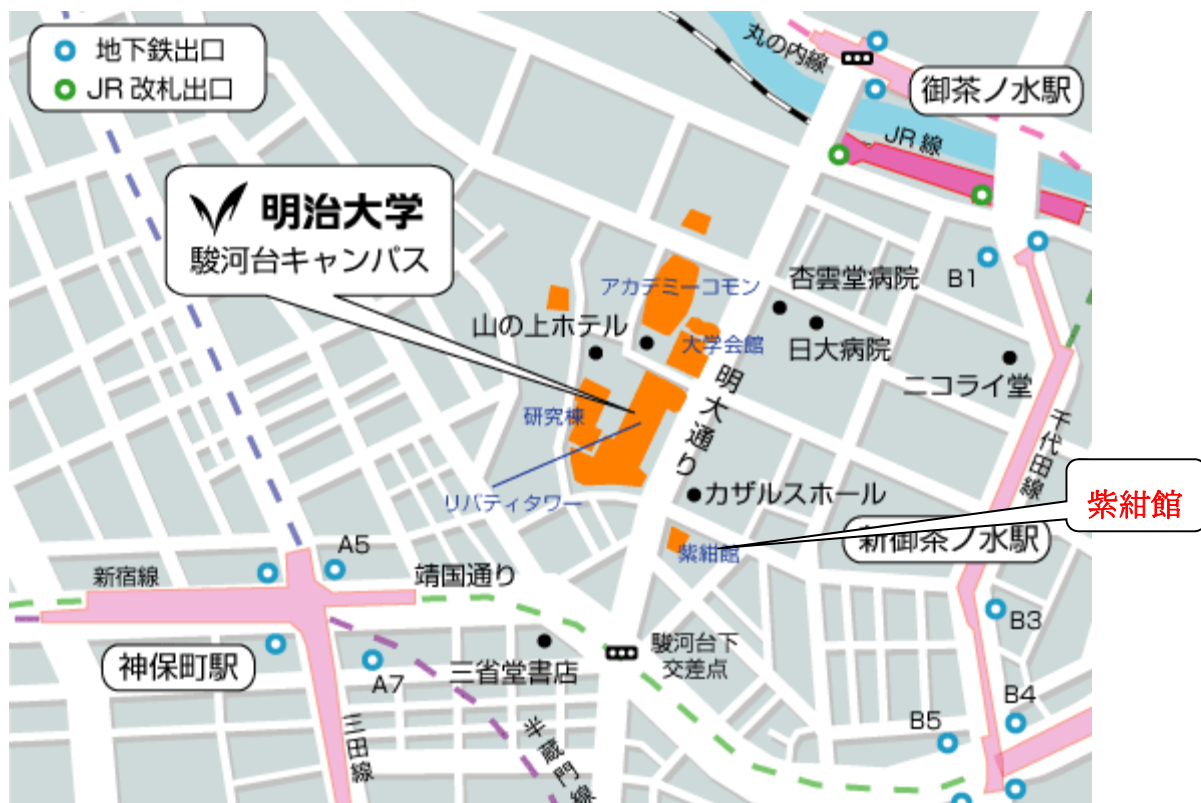 地下鉄出口
JR 改札出口
丸の内線
御茶ノ水駅
JR 線
明治大学
駿河台キャンパス
アカデミーコモン
杏雲堂病院
B1
山の上ホテル
大学会館
日大病院
ニコライ堂
明大通り
研究棟
千代田線
リバティタワー
カザルスホール
紫紺館
紫紺館
新御茶ノ水駅
A5
新宿線
靖国通り
B3
神保町駅
A7
三省堂書店
駿河台下
交差点
B4
B5
三田線
半蔵門線